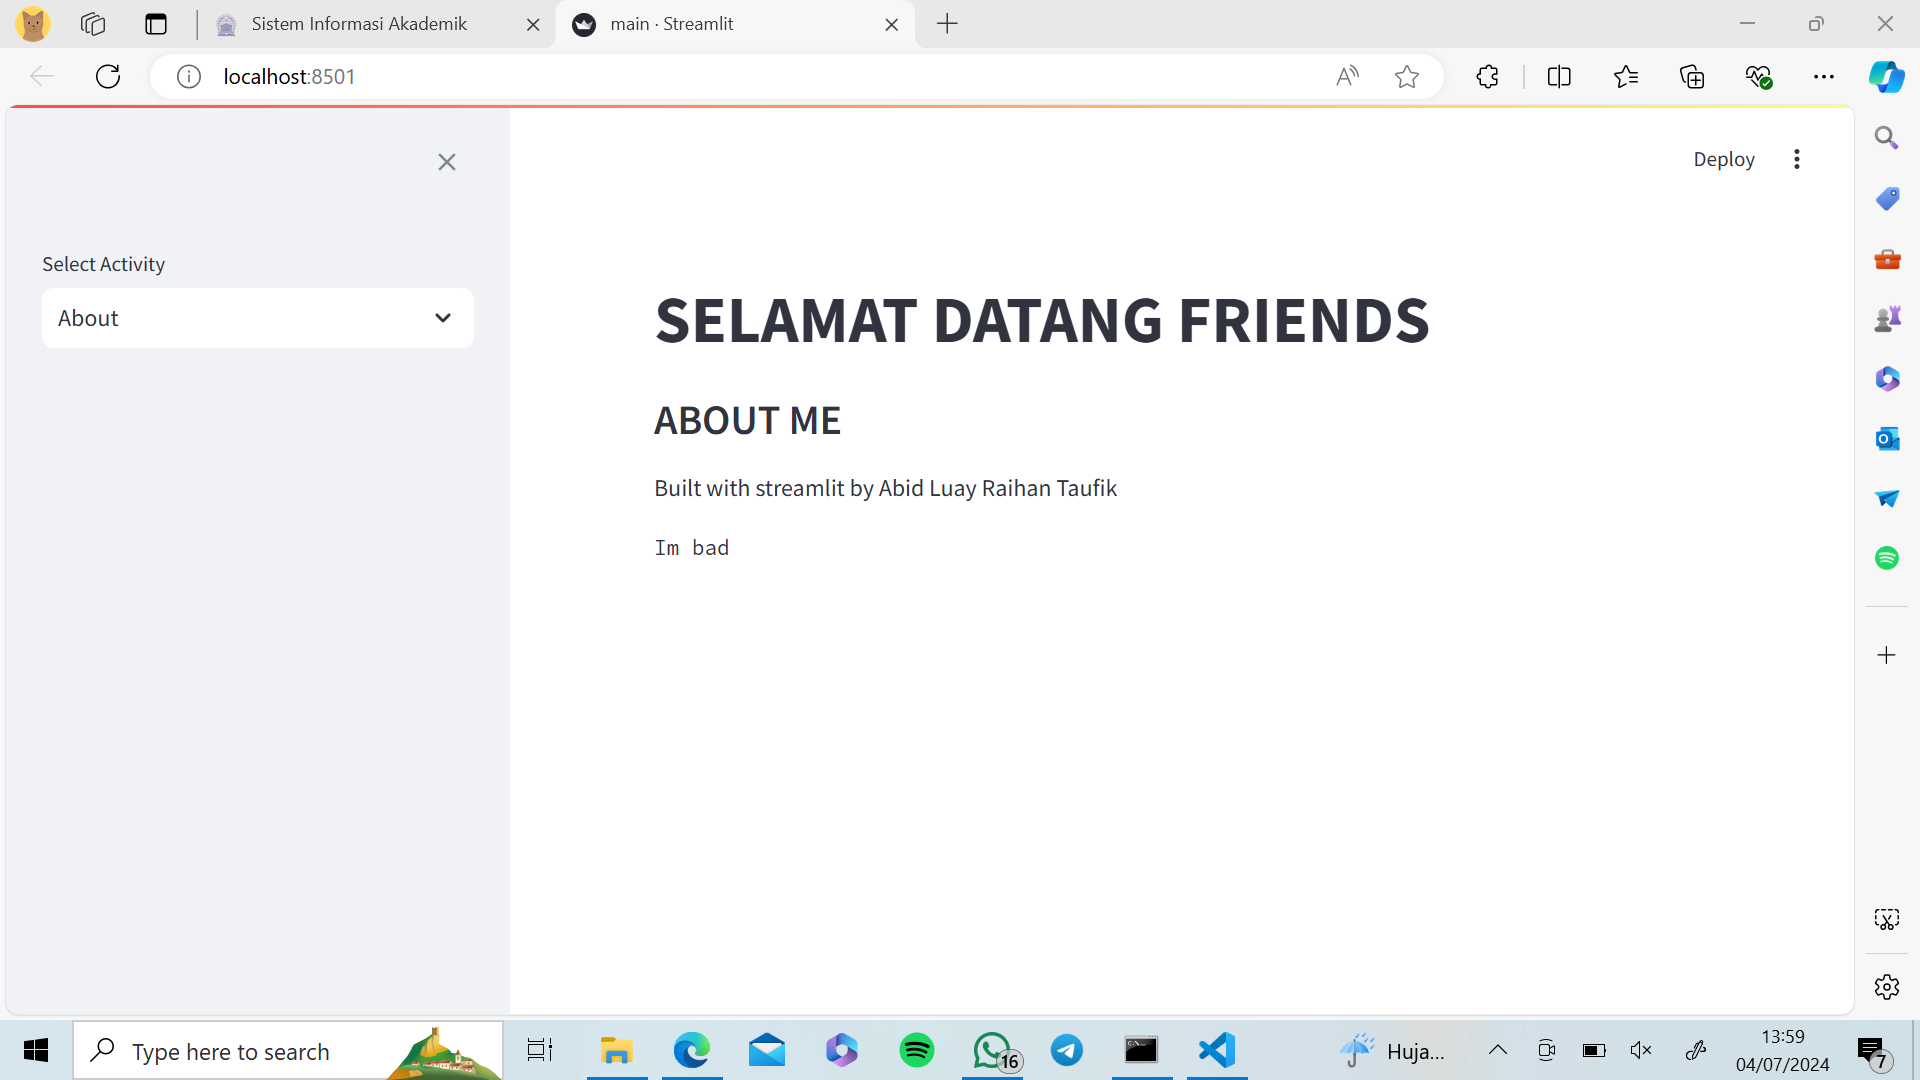 Sistem Informasi Akademik
main · Streamlit
localhost:8501
Deploy
Select Activity
About
SELAMAT DATANG FRIENDS
ABOUT ME
Built with streamlit by Abid Luay Raihan Taufik
Im bad
Type here to search
16
Huja...
13:59
04/07/2024
7